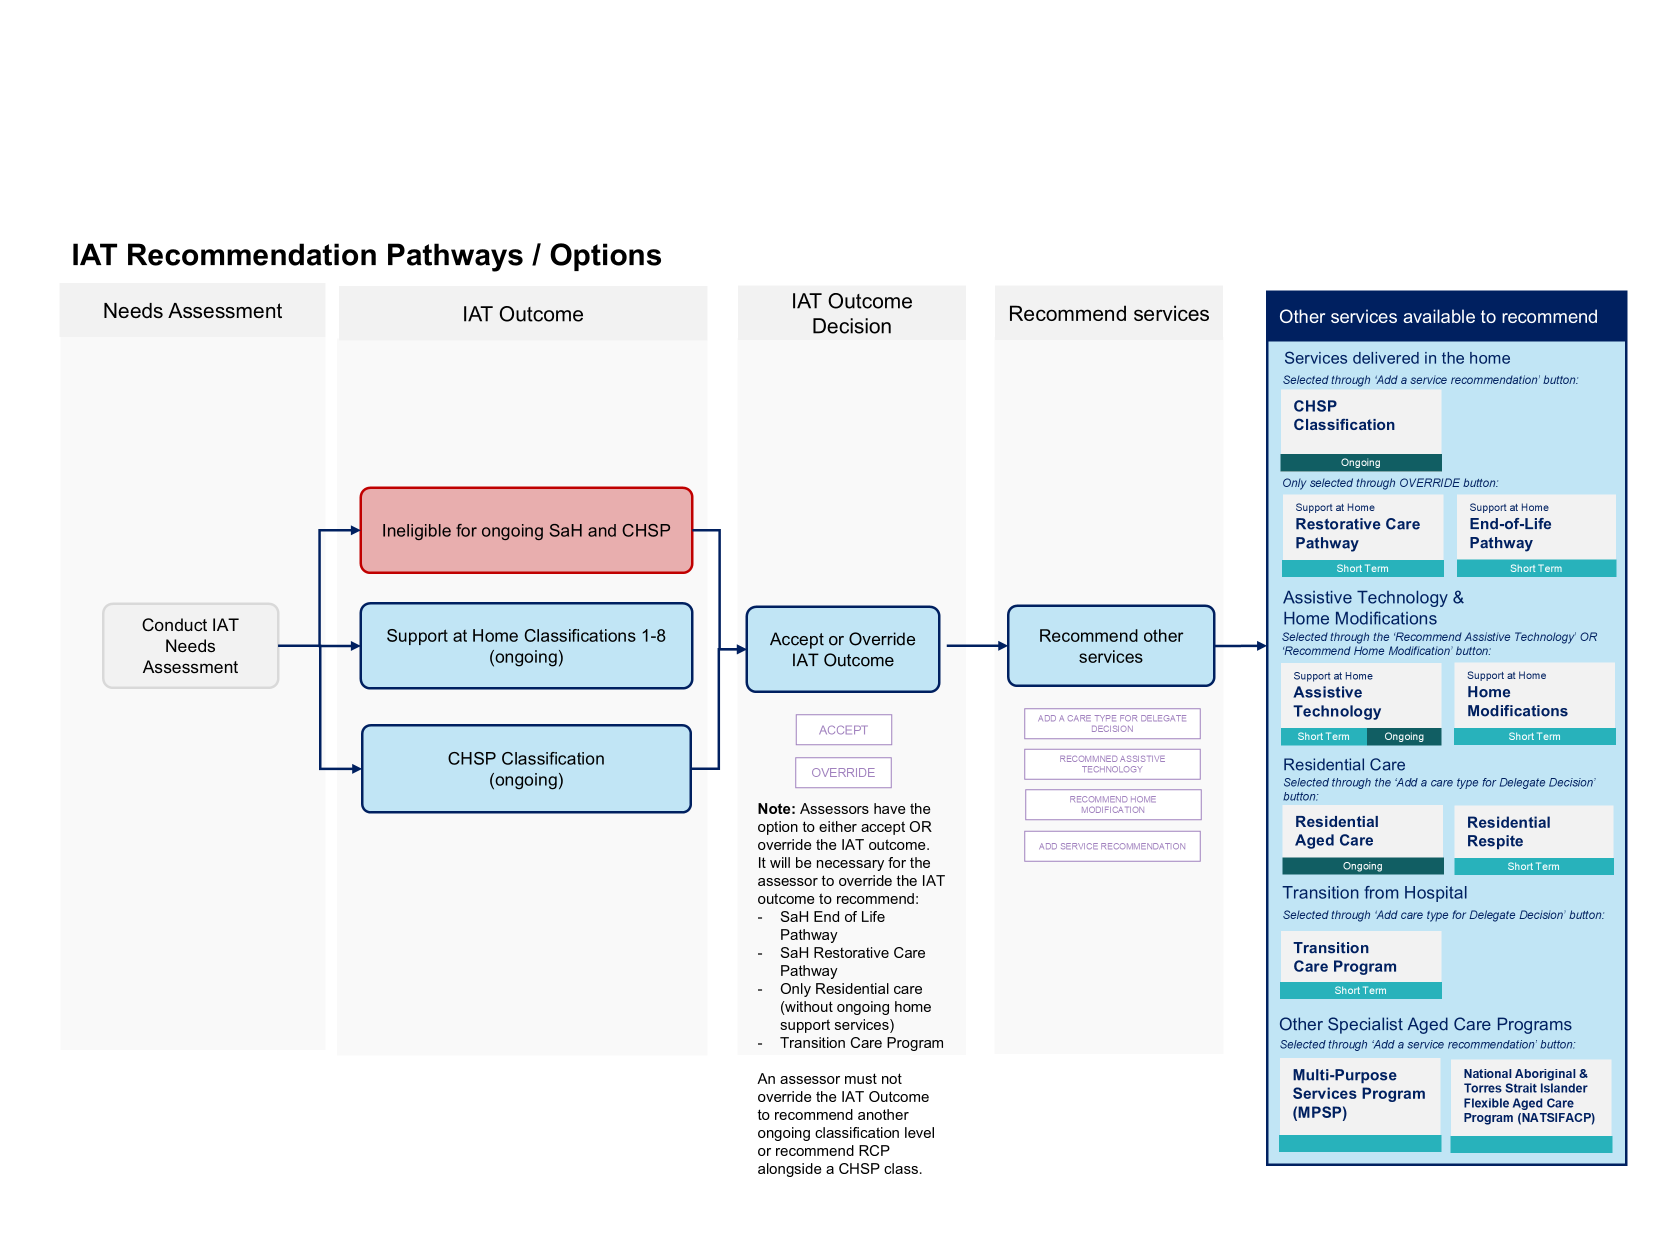 IAT Recommendation Pathways / Options
Needs Assessment
Conduct IAT
Needs
Assessment
IAT Outcome
Ineligible for ongoing SaH and CHSP
Support at Home Classifications 1-8
(ongoing)
CHSP Classification
(ongoing)
IAT Outcome
Decision
Accept or Override
IAT Outcome
ACCEPT
OVERRIDE
Note: Assessors have the
option to either accept OR
override the IAT outcome.
It will be necessary for the
assessor to override the IAT
outcome to recommend:
- SaH End of Life
Pathway
- SaH Restorative Care
Pathway
- Only Residential care
(without ongoing home
support services)
- Transition Care Program
An assessor must not
override the IAT Outcome
to recommend another
ongoing classification level
or recommend RCP
alongside a CHSP class.
Recommend services
Recommend other
services
ADD A CARE TYPE FOR DELEGATE
DECISION
RECOMMNED ASSISTIVE
TECHNOLOGY
RECOMMEND HOME
MODIFICATION
ADD SERVICE RECOMMENDATION
Other services available to recommend
Services delivered in the home
Selected through ‘Add a service recommendation’ button:
CHSP
Classification
Ongoing
Only selected through OVERRIDE button:
Support at Home
Restorative Care
Pathway
Short Term
Support at Home
End-of-Life
Pathway
Short Term
Assistive Technology &
Home Modifications
Selected through the ‘Recommend Assistive Technology’ OR
‘Recommend Home Modification’ button:
Support at Home
Assistive
Technology
Short Term
Ongoing
Support at Home
Home
Modifications
Short Term
Residential Care
Selected through the ‘Add a care type for Delegate Decision’
button:
Residential
Aged Care
Ongoing
Residential
Respite
Short Term
Transition from Hospital
Selected through ‘Add care type for Delegate Decision’ button:
Transition
Care Program
Short Term
Other Specialist Aged Care Programs
Selected through ‘Add a service recommendation’ button:
Multi-Purpose
Services Program
(MPSP)
National Aboriginal &
Torres Strait Islander
Flexible Aged Care
Program (NATSIFACP)